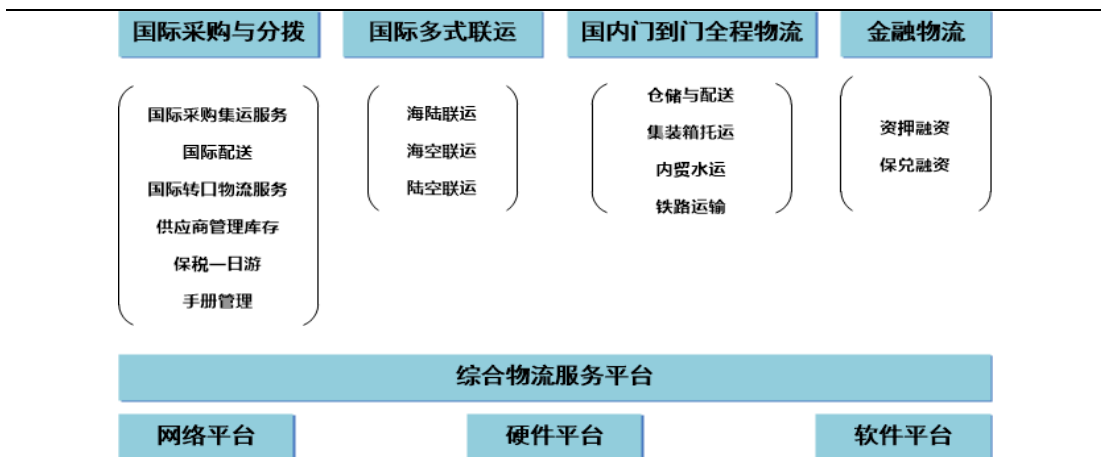 国际采购与分拨
国际多式联运
国内门到门全程物流
金融物流
国际采购集运服务
国际配送
国际转口物流服务
供应商管理库存
保税一日游
手册管理
海陆联运
海空联运
陆空联运
仓储与配送
集装箱托运
内贸水运
铁路运输
资押融资
保兑融资
综合物流服务平台
网络平台
硬件平台
软件平台